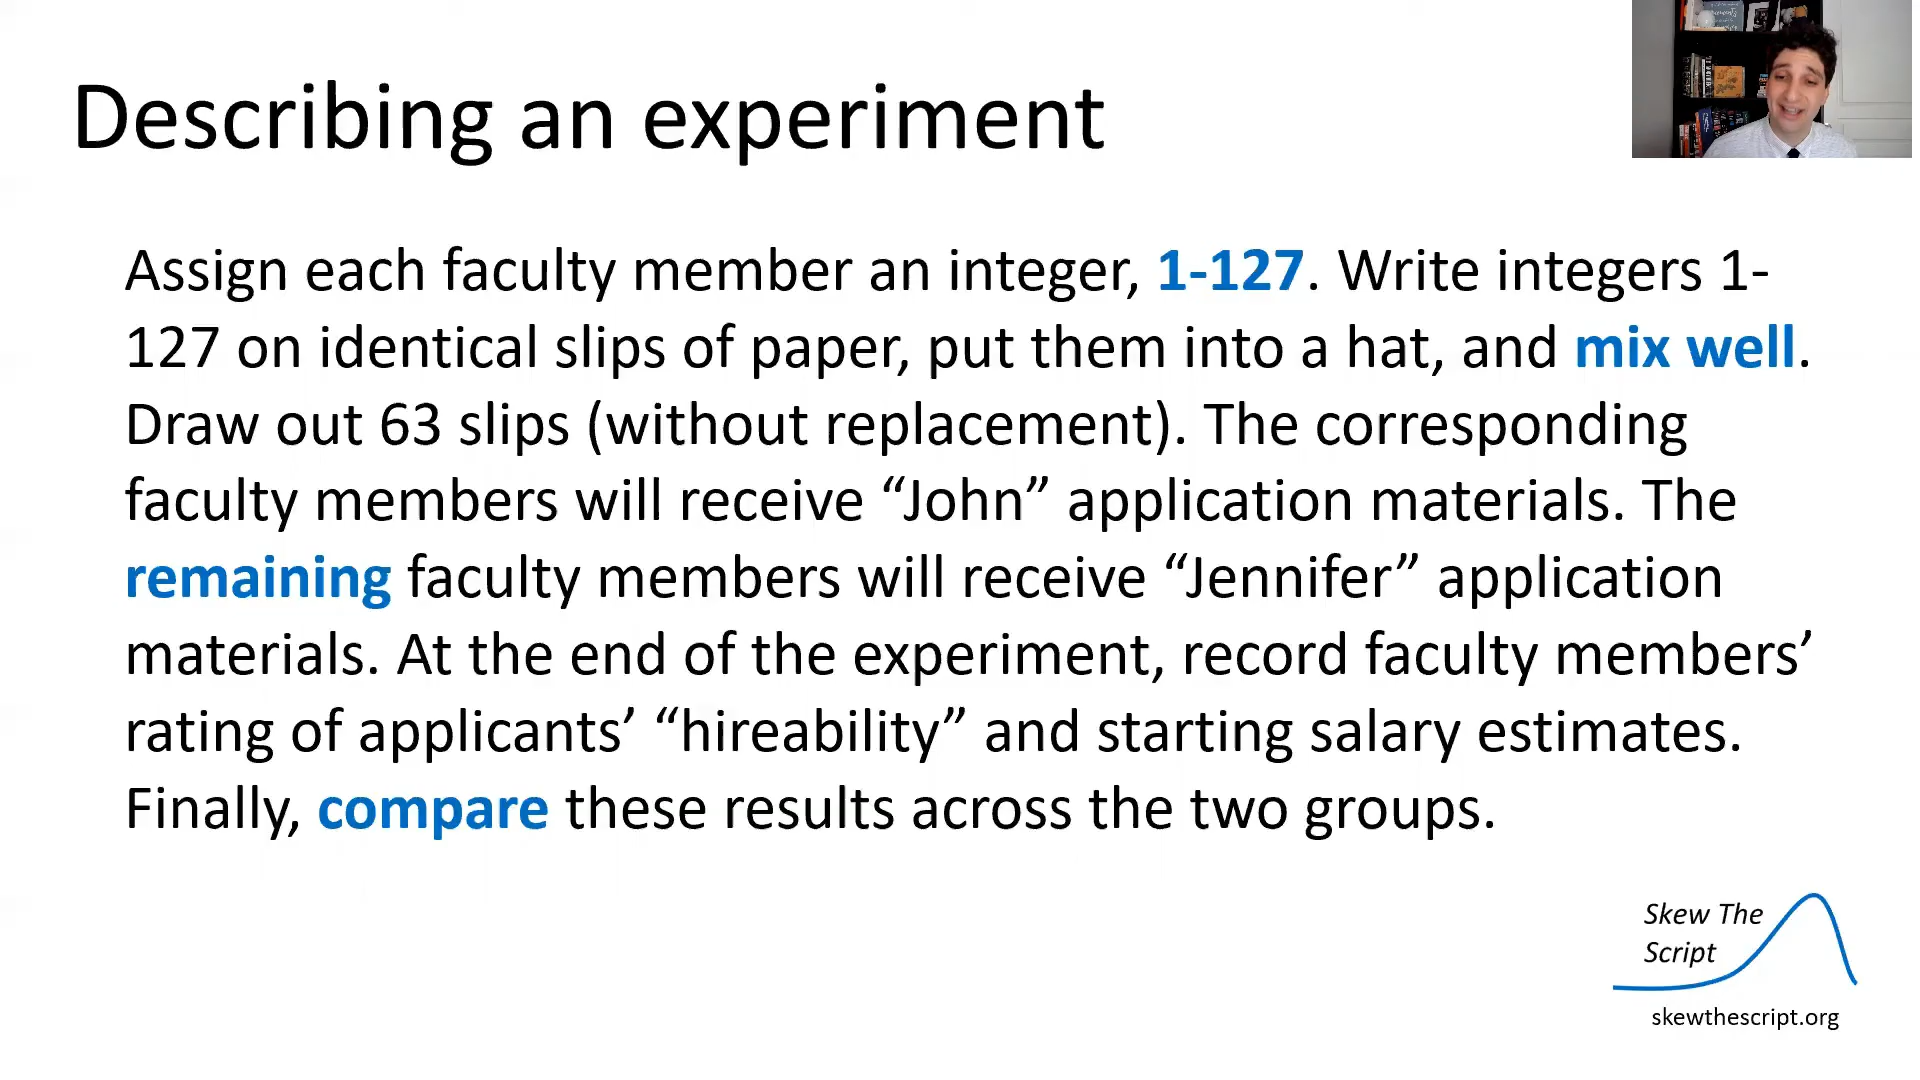 Describing an experiment
Assign each faculty member an integer, 1-127. Write integers 1-
127 on identical slips of paper, put them into a hat, and mix well.
Draw out 63 slips (without replacement). The corresponding
faculty members will receive “John” application materials. The
remaining faculty members will receive “Jennifer” application
materials. At the end of the experiment, record faculty members’
rating of applicants’ “hireability” and starting salary estimates.
Finally, compare these results across the two groups.
Skew The
Script
skewthescript.org